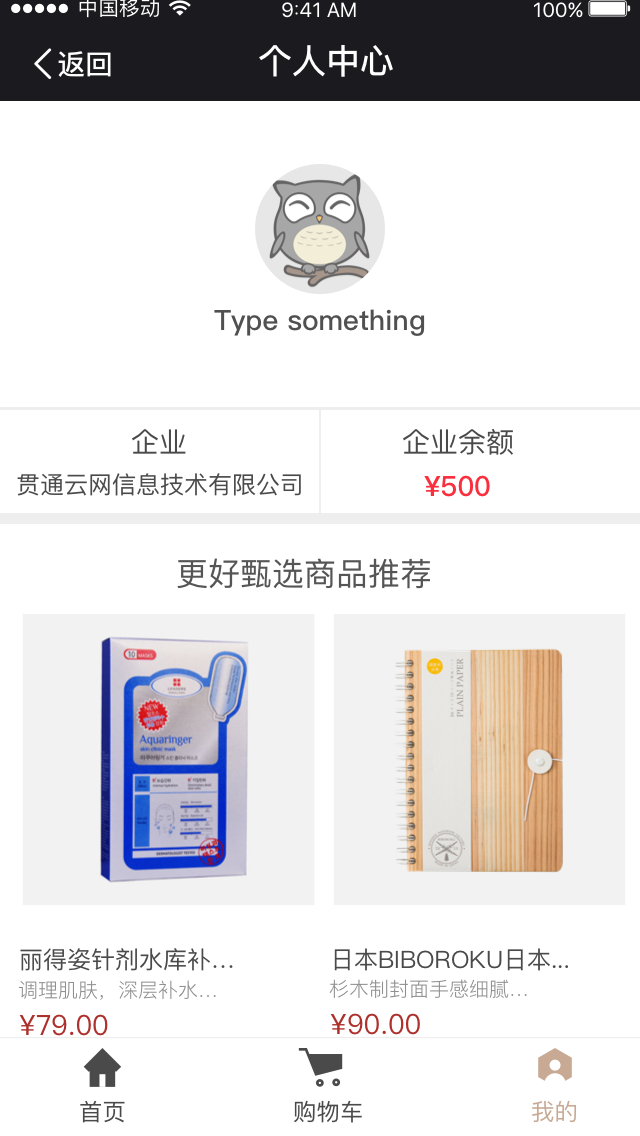 中国移动
9:41 AM
100%
返回
个人中心
Type something
企业
企业余额
贯通云网信息技术有限公司
¥500
更好甄选商品推荐
10
NEW
Aquaringer
skin clinic mask
PLAIN PAPER
丽得姿针剂水库补...
日本BIBOROKU日本...
调理肌肤，深层补水...
杉木制封面手感细腻...
¥79.00
¥90.00
首页
购物车
我的